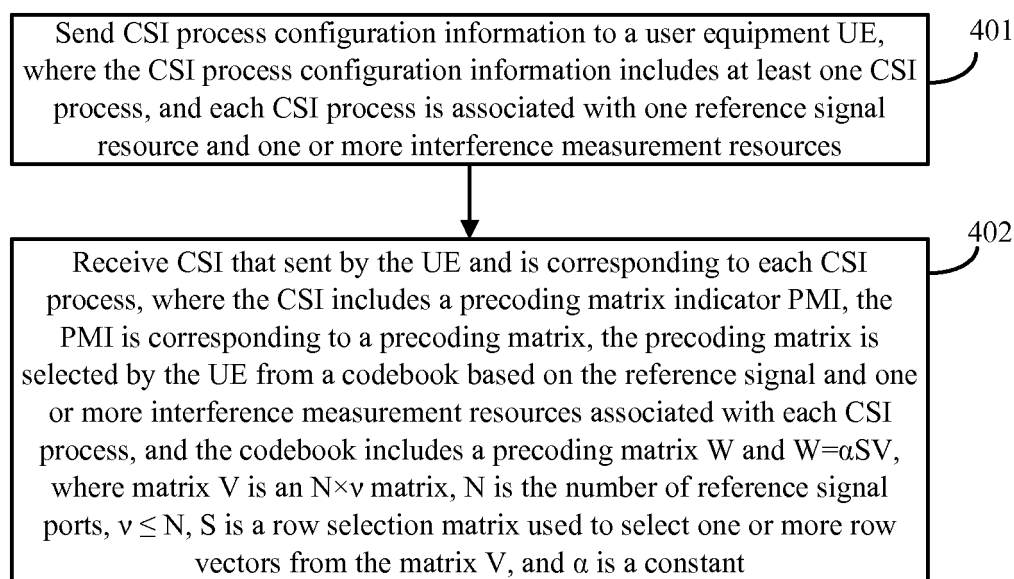 Send CSI process configuration information to a user equipment UE,
where the CSI process configuration information includes at least one CSI
process, and each CSI process is associated with one reference signal
resource and one or more interference measurement resources
401
Receive CSI that sent by the UE and is corresponding to each CSI
process, where the CSI includes a precoding matrix indicator PMI, the
PMI is corresponding to a precoding matrix, the precoding matrix is
selected by the UE from a codebook based on the reference signal and one
or more interference measurement resources associated with each CSI
process, and the codebook includes a precoding matrix W and W=αSV,
where matrix V is an N×ν matrix, N is the number of reference signal
ports, ν ≤ N, S is a row selection matrix used to select one or more row
vectors from the matrix V, and α is a constant
402